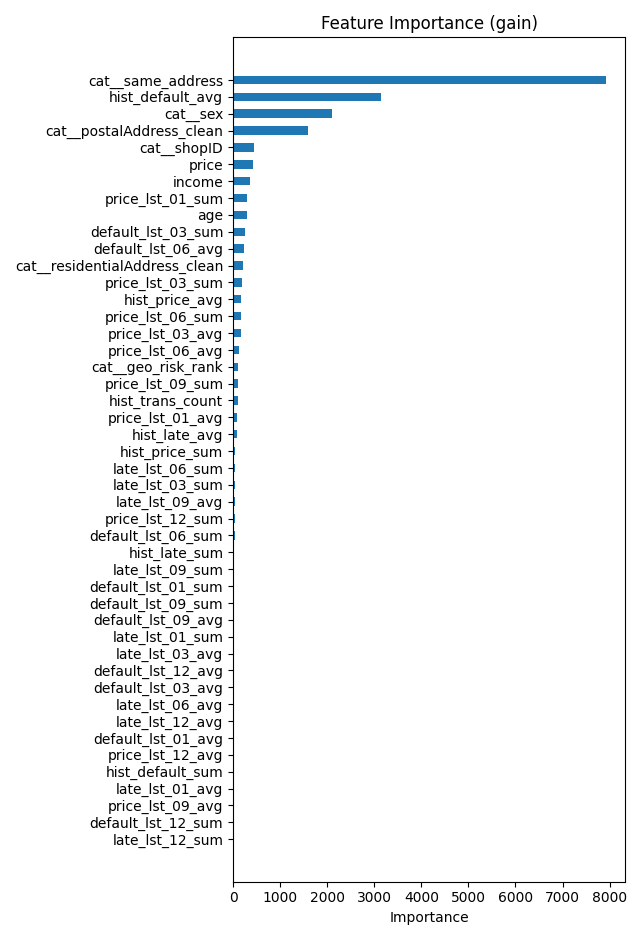 Feature Importance (gain)
cat__same_address
hist_default_avg
cat__sex
cat__postalAddress_clean
cat__shopID
price
income
price_lst_01_sum
age
default_lst_03_sum
default_lst_06_avg
cat__residentialAddress_clean
price_lst_03_sum
hist_price_avg
price_lst_06_sum
price_lst_03_avg
price_lst_06_avg
cat__geo_risk_rank
price_lst_09_sum
hist_trans_count
price_lst_01_avg
hist_late_avg
hist_price_sum
late_lst_06_sum
late_lst_03_sum
late_lst_09_avg
price_lst_12_sum
default_lst_06_sum
hist_late_sum
late_lst_09_sum
default_lst_01_sum
default_lst_09_sum
default_lst_09_avg
late_lst_01_sum
late_lst_03_avg
default_lst_12_avg
default_lst_03_avg
late_lst_06_avg
late_lst_12_avg
default_lst_01_avg
price_lst_12_avg
hist_default_sum
late_lst_01_avg
price_lst_09_avg
default_lst_12_sum
late_lst_12_sum
0 1000 2000 3000 4000 5000 6000 7000 8000
Importance